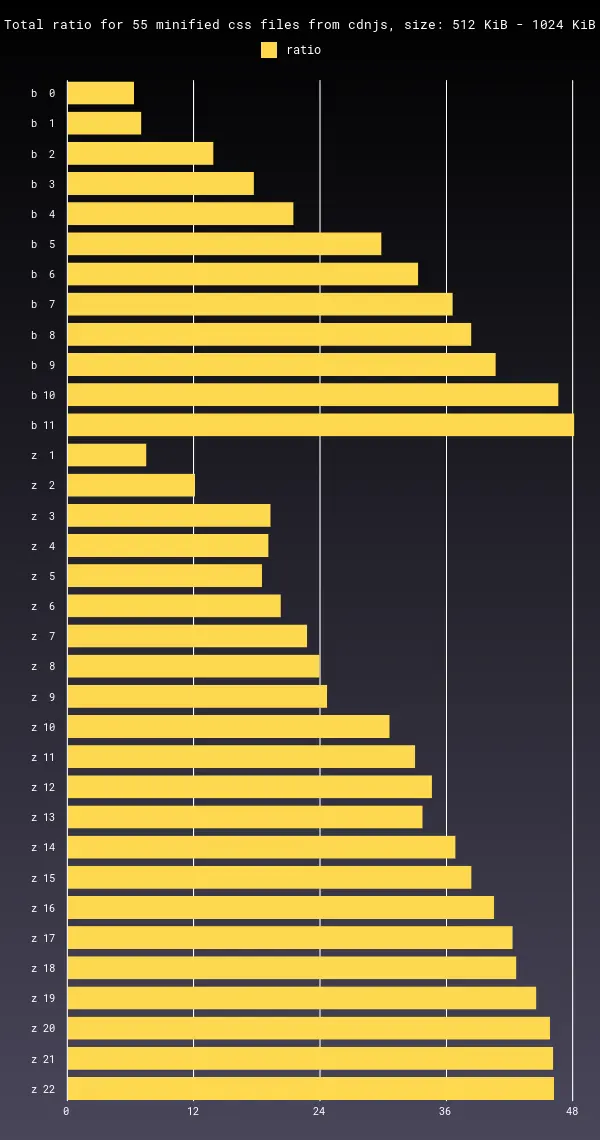 Total ratio for 55 minified css files from cdnjs, size: 512 KiB - 1024 KiB
ratio
b 0
b 1
b 2
b 3
b 4
b 5
b 6
b 7
b 8
b 9
b 10
b 11
z 1
z 2
z 3
z 4
z 5
z 6
z 7
z 8
z 9
z 10
z 11
z 12
z 13
z 14
z 15
z 16
z 17
z 18
z 19
z 20
z 21
z 22
0 12 24 36 48